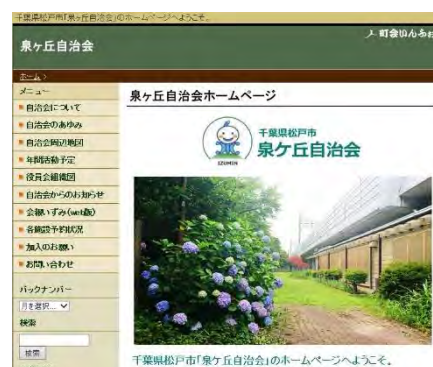 千葉県松戸市「泉ヶ丘自治会」のホームページへようこそ。
泉ヶ丘自治会
ホーム >
メニュー
自治会について
自治会のあゆみ
自治会周辺地図
年間活動予定
役員会組織図
自治会からのお知らせ
会報いずみ(web版)
各施設予約状況
加入のお願い
お問い合わせ
バックナンバー
月を選択...
検索
検索
泉ヶ丘自治会ホームページ
千葉県松戸市
泉ケ丘自治会
IZUMIN
千葉県松戸市「泉ケ丘自治会」のホームページへようこそ。